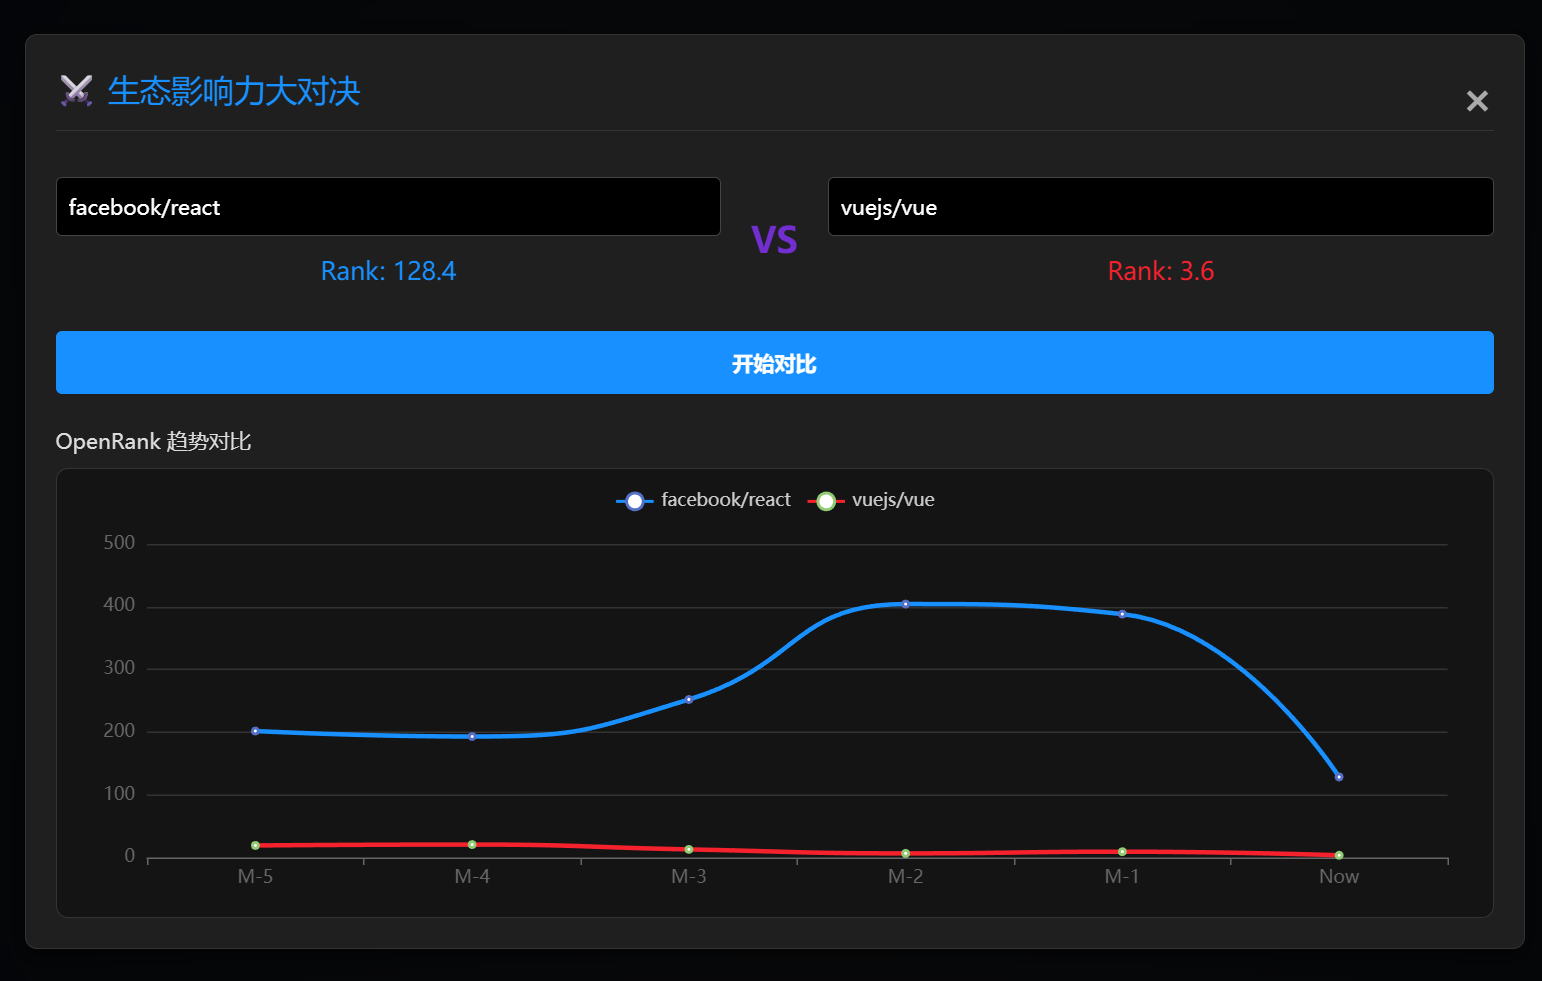 生态影响力大对决
facebook/react
VS
vuejs/vue
Rank: 128.4
Rank: 3.6
开始对比
OpenRank 趋势对比
facebook/react
vuejs/vue
500
400
300
200
100
0
M-5
M-4
M-3
M-2
M-1
Now